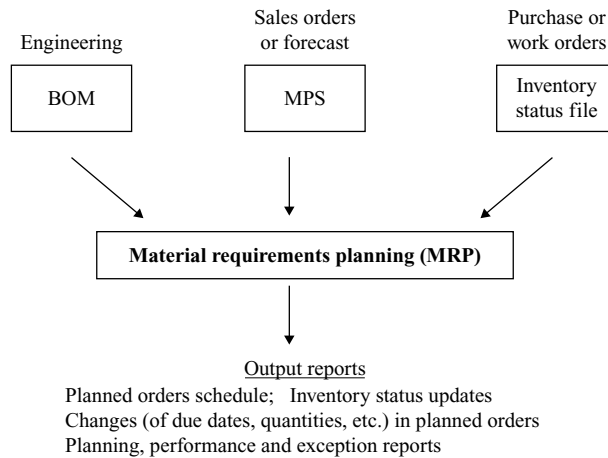 Engineering
Sales orders
or forecast
Purchase or
work orders
BOM
MPS
Inventory
status file
Material requirements planning (MRP)
Output reports
Planned orders schedule; Inventory status updates
Changes (of due dates, quantities, etc.) in planned orders
Planning, performance and exception reports